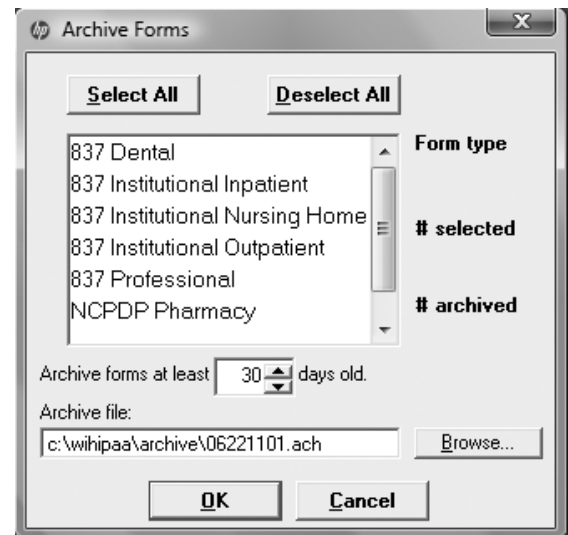 hp Archive Forms X
Select All Deselect All
837 Dental
837 Institutional Inpatient
837 Institutional Nursing Home
837 Institutional Outpatient
837 Professional
NCPDP Pharmacy
Form type
# selected
# archived
Archive forms at least 30 days old.
Archive file:
c:\wihipaa\archive\06221101.ach Browse...
OK Cancel